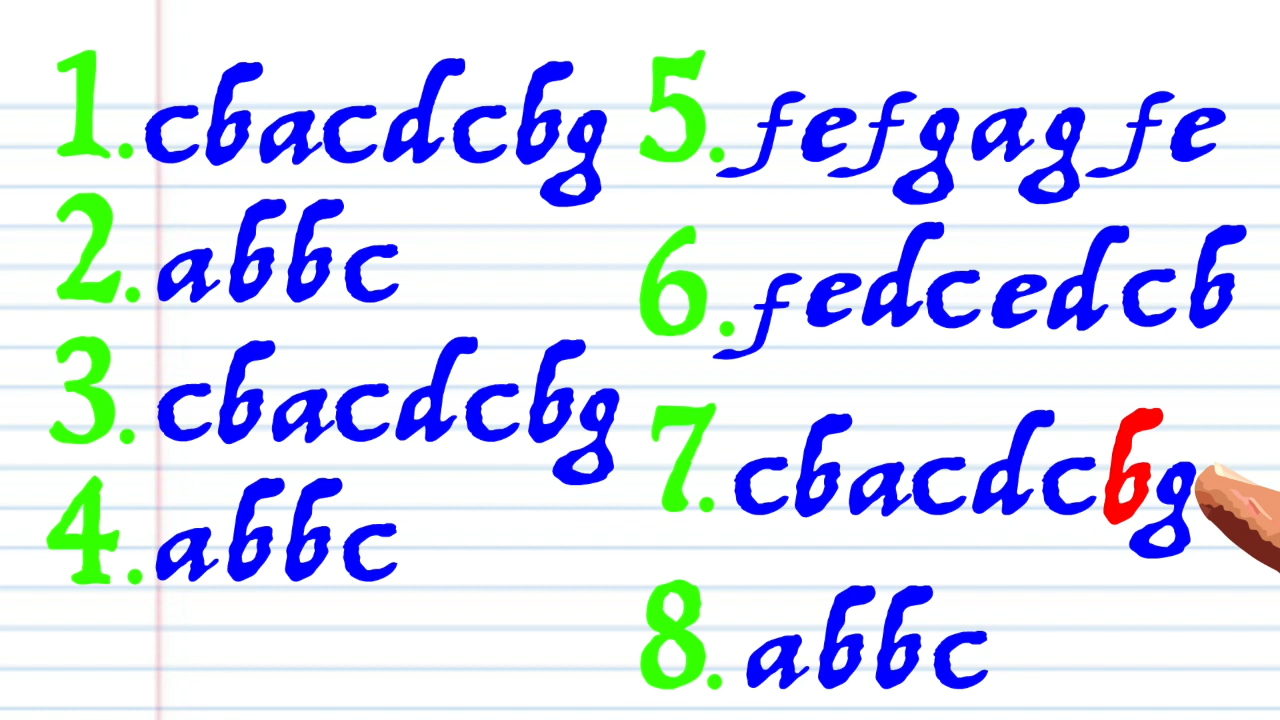 1. cbacdcbg
2. abbc
3. cbacdcbg
4. abbc
5. fefgagfe
6. fedcedcb
7. cbacdcbg
8. abbc